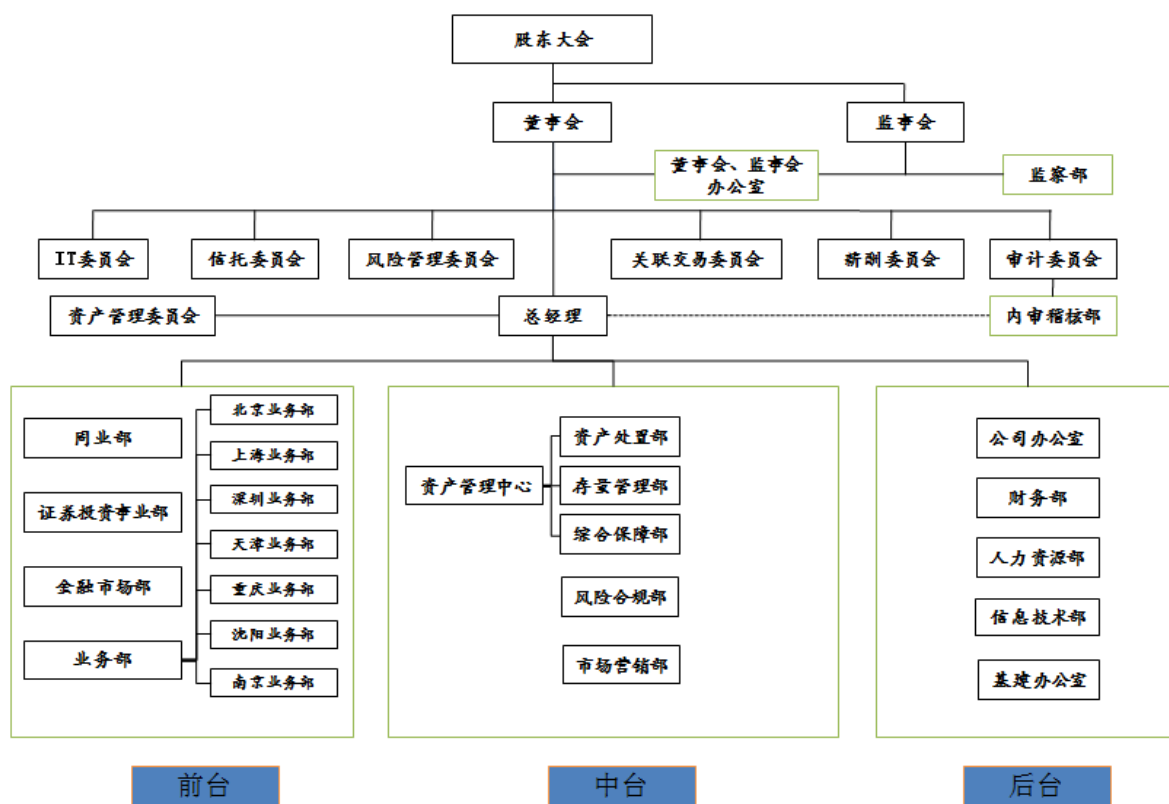 股东大会
董事会
监事会
董事会、监事会
办公室
监察部
IT委员会
信托委员会
风险管理委员会
关联交易委员会
薪酬委员会
审计委员会
资产管理委员会
总经理
内审稽核部
同业部
证券投资事业部
金融市场部
业务部
北京业务部
上海业务部
深圳业务部
天津业务部
重庆业务部
沈阳业务部
南京业务部
资产管理中心
资产处置部
存量管理部
综合保障部
风险合规部
市场营销部
公司办公室
财务部
人力资源部
信息技术部
基建办公室
前台
中台
后台